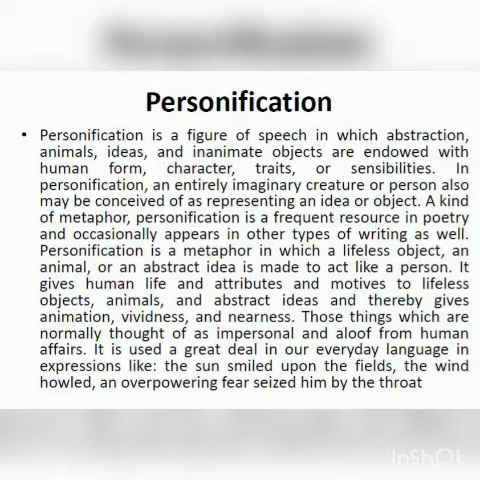 Personification
• Personification is a figure of speech in which abstraction,
animals, ideas, and inanimate objects are endowed with
human form, character, traits, or sensibilities. In
personification, an entirely imaginary creature or person also
may be conceived of as representing an idea or object. A kind
of metaphor, personification is a frequent resource in poetry
and occasionally appears in other types of writing as well.
Personification is a metaphor in which a lifeless object, an
animal, or an abstract idea is made to act like a person. It
gives human life and attributes and motives to lifeless
objects, animals, and abstract ideas and thereby gives
animation, vividness, and nearness. Those things which are
normally thought of as impersonal and aloof from human
affairs. It is used a great deal in our everyday language in
expressions like: the sun smiled upon the fields, the wind
howled, an overpowering fear seized him by the throat
InShOt